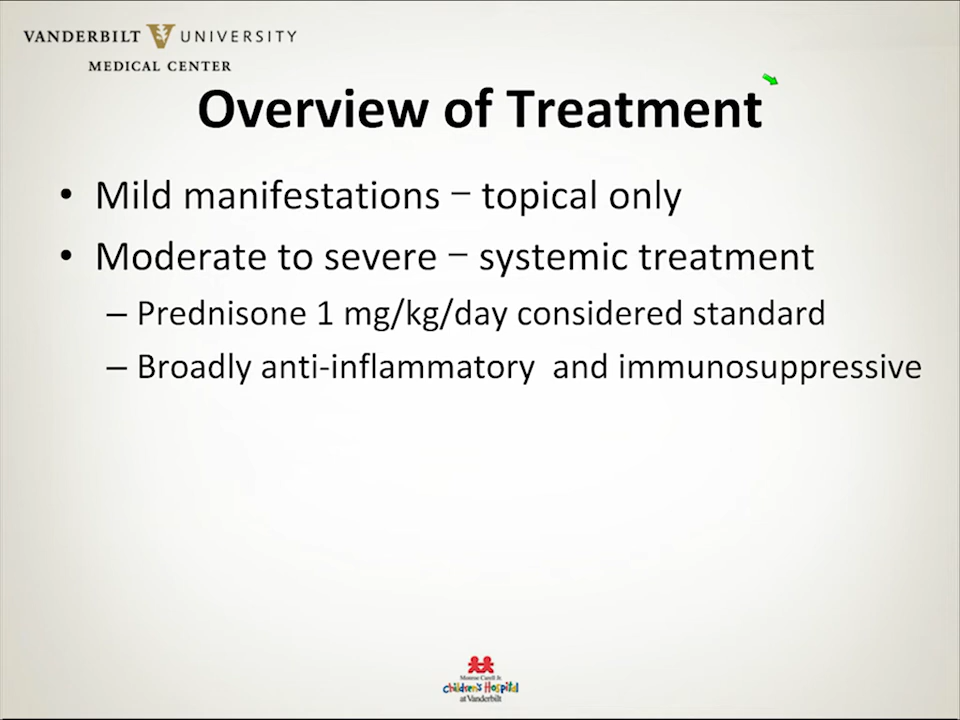 VANDERBILT UNIVERSITY
MEDICAL CENTER
Overview of Treatment
• Mild manifestations – topical only
• Moderate to severe – systemic treatment
– Prednisone 1 mg/kg/day considered standard
– Broadly anti-inflammatory and immunosuppressive
Monroe Carell Jr.
Children's Hospital
at Vanderbilt